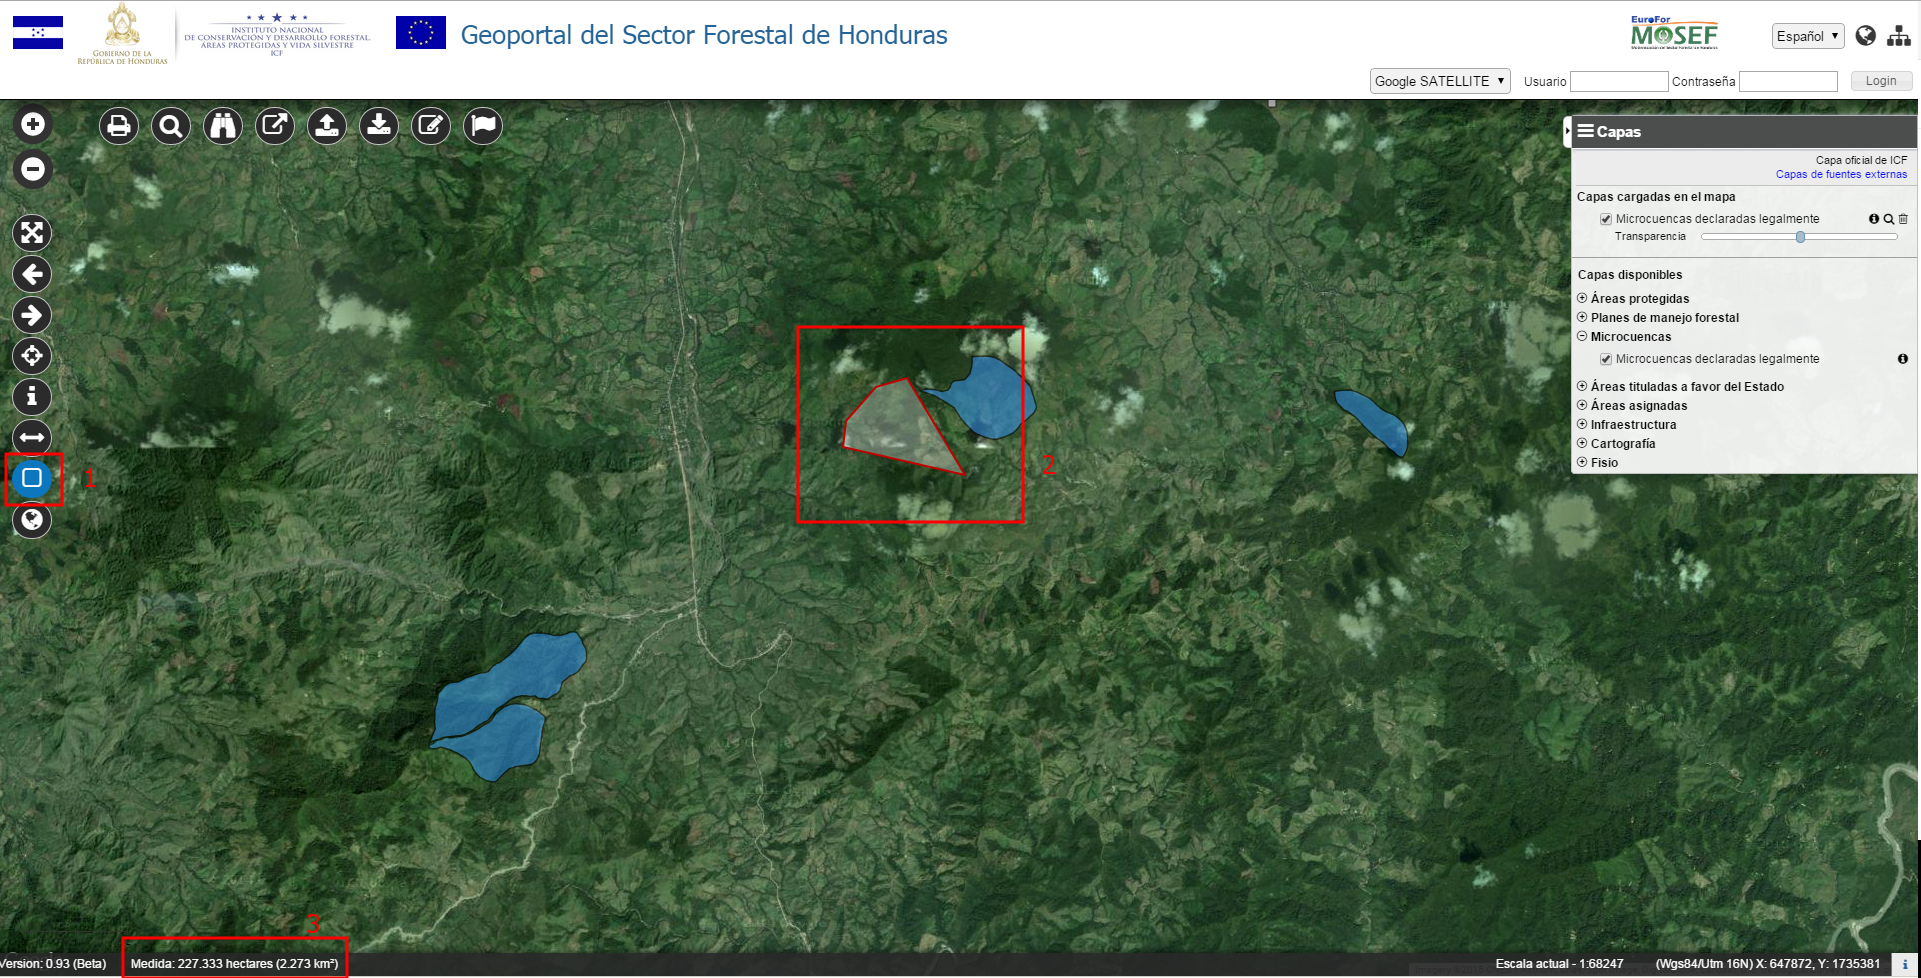 GOBIERNO DE LA
REPÚBLICA DE HONDURAS
INSTITUTO NACIONAL
DE CONSERVACIÓN Y DESARROLLO FORESTAL,
ÁREAS PROTEGIDAS Y VIDA SILVESTRE
ICF
Geoportal del Sector Forestal de Honduras
EuroFor
MOSEF
Español
Google SATELLITE
Usuario
Contraseña
Login
Capas
Capa oficial de ICF
Capas de fuentes externas
Capas cargadas en el mapa
Microcuencas declaradas legalmente
Transparencia
Capas disponibles
Áreas protegidas
Planes de manejo forestal
Microcuencas
Microcuencas declaradas legalmente
Áreas tituladas a favor del Estado
Áreas asignadas
Infraestructura
Cartografía
Fisio
1
2
3
Version: 0.93 (Beta)
Medida: 227.333 hectares (2.273 km²)
Escala actual - 1:68247
(Wgs84/Utm 16N) X: 647872, Y: 1735381